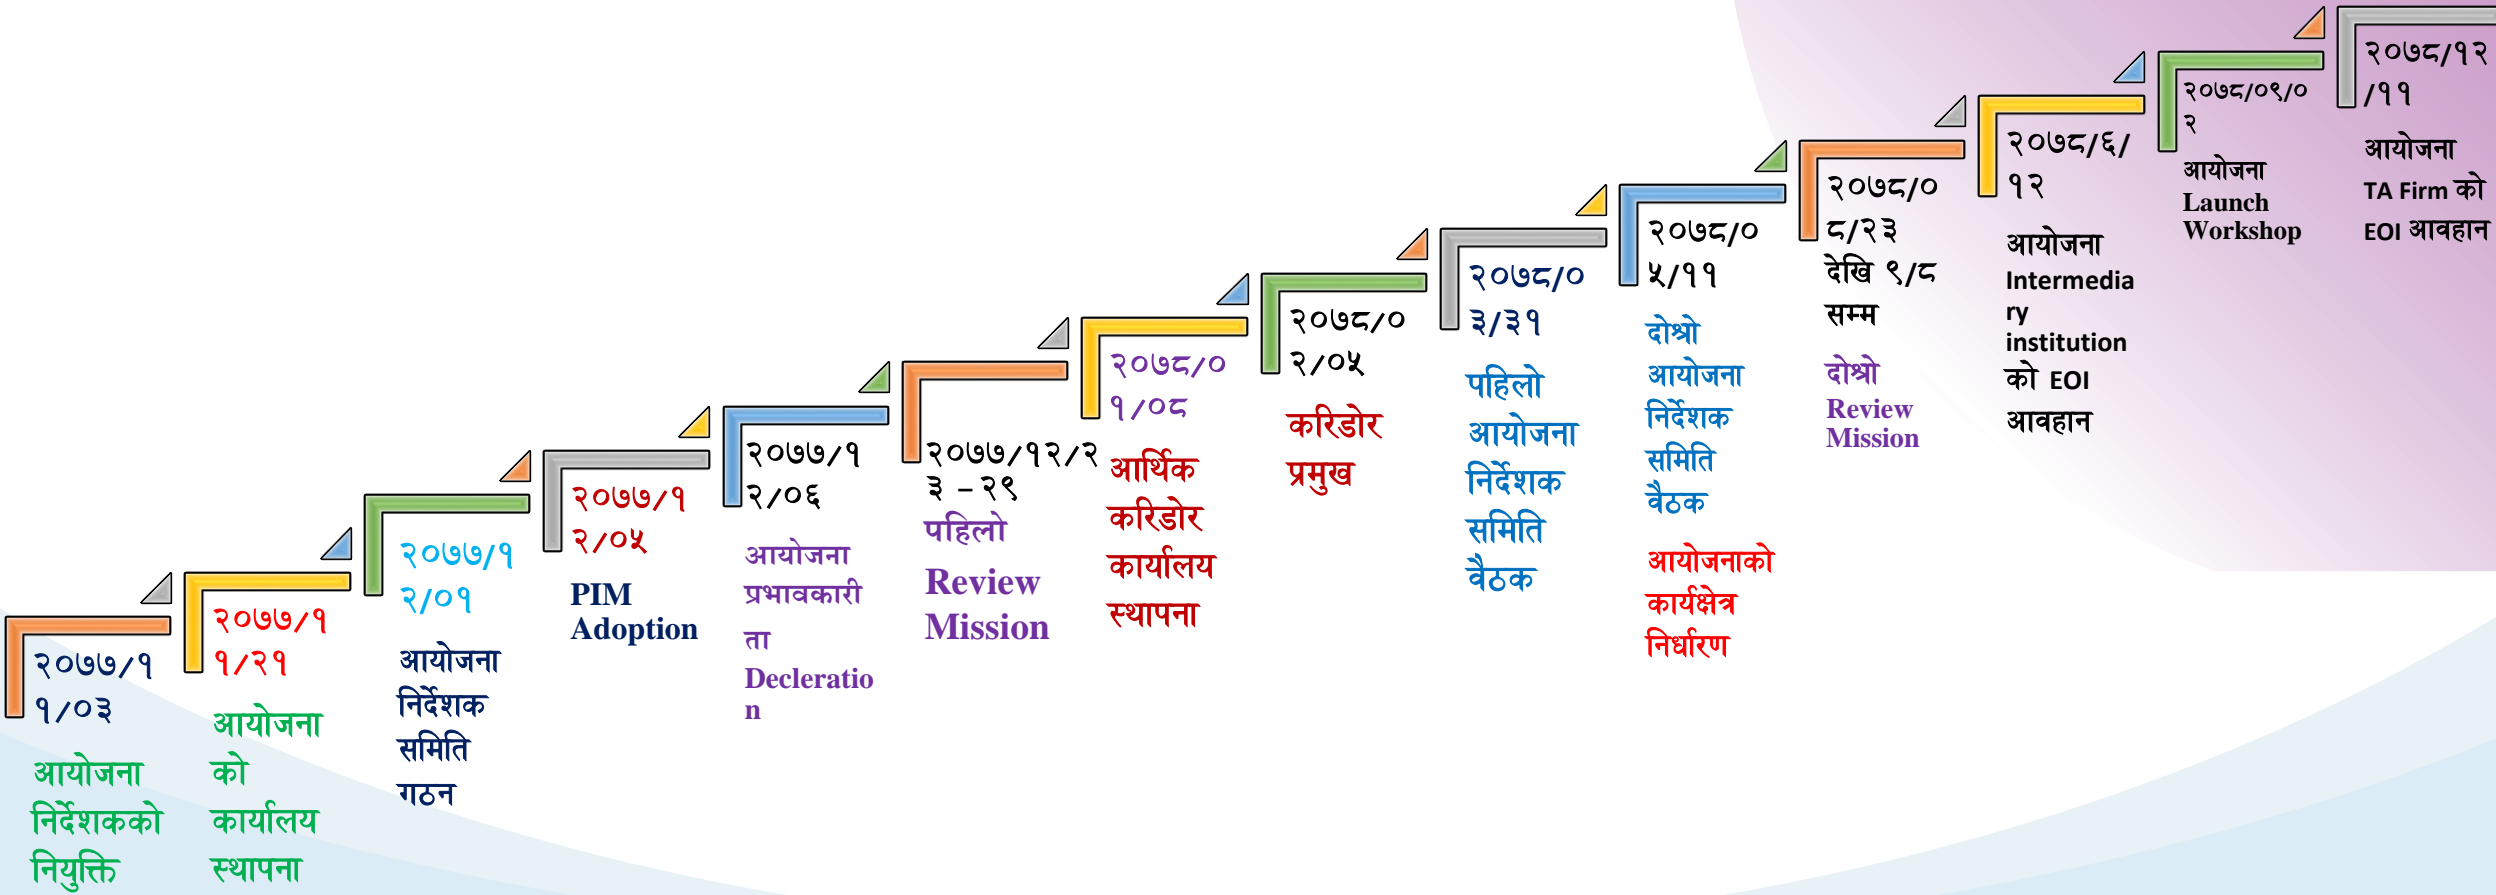 २०७७/१
१/०३
आयोजना
निर्देशकको
नियुक्ति
२०७७/१
१/२१
आयोजना
को
कार्यालय
स्थापना
२०७७/१
२/०१
आयोजना
निर्देशक
समिति
गठन
२०७७/१
२/०५
PIM
Adoption
२०७७/१
२/०६
आयोजना
प्रभावकारी
ता
Decleratio
n
२०७७/१२/२
३ – २९
पहिलो
Review
Mission
२०७८/०
१/०८
आर्थिक
करिडोर
कार्यालय
स्थापना
२०७८/०
२/०५
करिडोर
प्रमुख
२०७८/०
३/३१
पहिलो
आयोजना
निर्देशक
समिति
वैठक
२०७८/०
५/११
दोश्रो
आयोजना
निर्देशक
समिति
वैठक
आयोजनाको
कार्यक्षेत्र
निर्धारण
२०७८/०
८/२३
देखि ९/८
सम्म
दोश्रो
Review
Mission
२०७८/६/
१२
आयोजना
Intermedia
ry
institution
को EOI
आवहान
२०७८/०९/०
२
आयोजना
Launch
Workshop
२०७८/१२
/११
आयोजना
TA Firm को
EOI आवहान